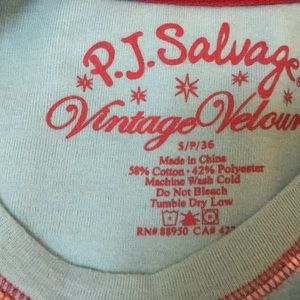 P.J. Salvage
Vintage Velour
S/P/36
Made in China
58% Cotton • 42% Polyester
Machine Wash Cold
Do Not Bleach
Tumble Dry Low
RN# 88950 CA#